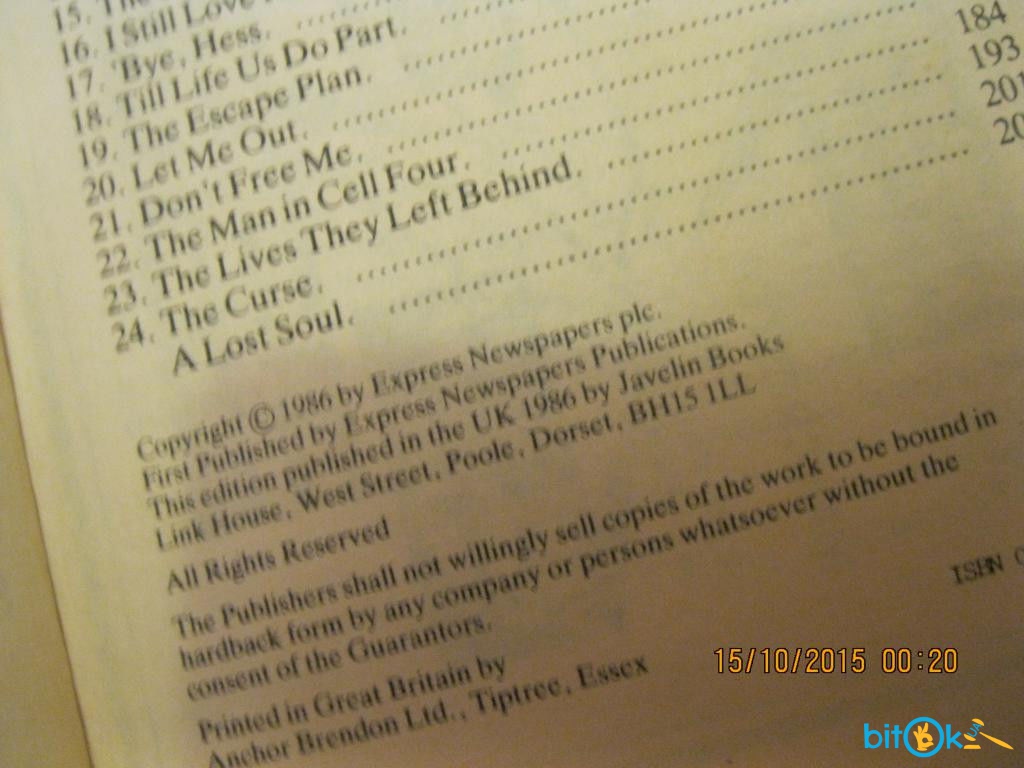 15. The
16. I Still Love
17. 'Bye, Hess. ..........
18. Till Life Us Do Part. ..........
19. The Escape Plan. ..........
20. Let Me Out. ..........
21. Don't Free Me. ..........
22. The Man in Cell Four. .......... 184
23. The Lives They Left Behind. .......... 193
24. The Curse. .......... 201
A Lost Soul. .......... 20
Copyright © 1986 by Express Newspapers plc.
First Published by Express Newspapers Publications.
This edition published in the UK 1986 by Javelin Books
Link House, West Street, Poole, Dorset, BH15 1LL
All Rights Reserved
The Publishers shall not willingly sell copies of the work to be bound in
hardback form by any company or persons whatsoever without the
consent of the Guarantors.
ISBN 0
Printed in Great Britain by
Anchor Brendon Ltd., Tiptree, Essex
15/10/2015 00:20
bitOk UA